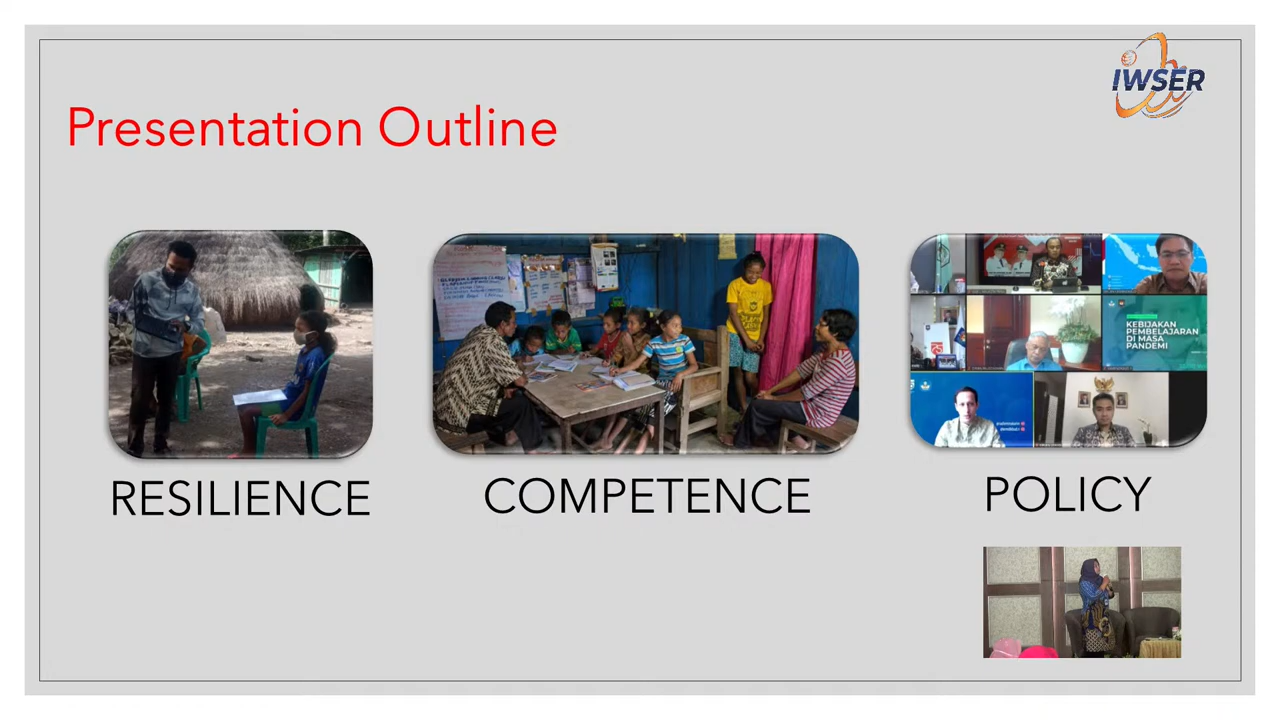 IWSER
Presentation Outline
KEBIJAKAN
PEMBELAJARAN
DI MASA
PANDEMI
RESILIENCE
COMPETENCE
POLICY